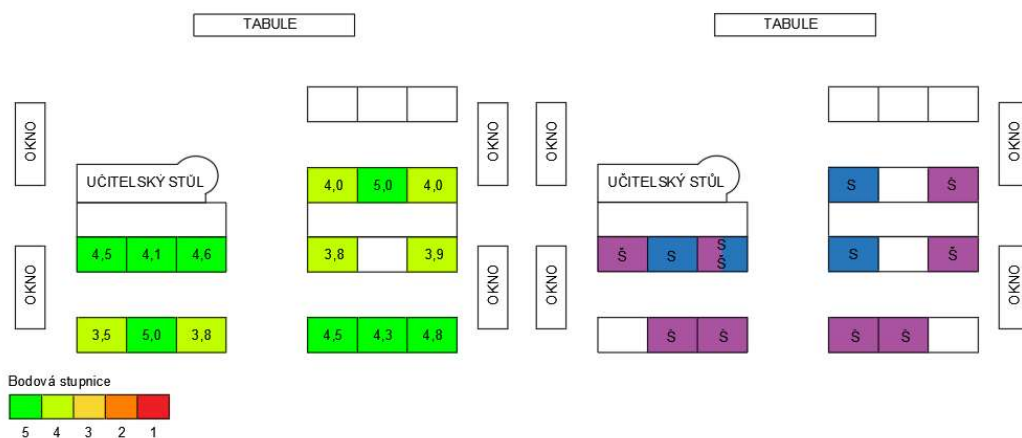 TABULE
TABULE
OKNO
OKNO
OKNO
OKNO
UČITELSKÝ STŮL
4,0 5,0 4,0
UČITELSKÝ STŮL
S Š
4,5 4,1 4,6
3,8 3,9
Š S S
Š
S Š
OKNO
OKNO
OKNO
OKNO
3,5 5,0 3,8
4,5 4,3 4,8
Š Š
Š Š
Bodová stupnice
5 4 3 2 1